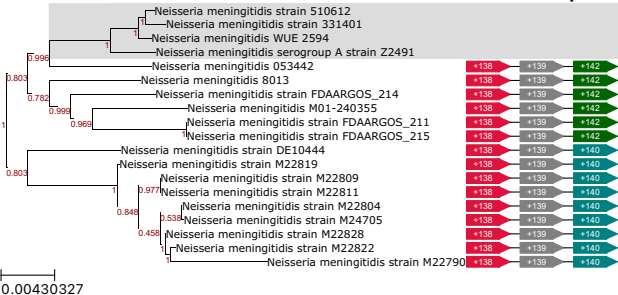 Neisseria meningitidis strain 510612
Neisseria meningitidis strain 331401
1
Neisseria meningitidis WUE 2594
1
Neisseria meningitidis serogroup A strain Z2491
1
0.996
Neisseria meningitidis 053442 +138 +139 +142
0.803
Neisseria meningitidis 8013 +138 +139 +142
Neisseria meningitidis strain FDAARGOS_214 +138 +139 +142
0.782
Neisseria meningitidis M01-240355 +138 +139 +142
0.999
Neisseria meningitidis strain FDAARGOS_211 +138 +139 +142
0.969
1
Neisseria meningitidis strain FDAARGOS_215 +138 +139 +142
1
Neisseria meningitidis strain DE10444 +138 +139 +140
Neisseria meningitidis strain M22819 +138 +139 +140
0.803
Neisseria meningitidis strain M22809 +138 +139 +140
1
0.977
Neisseria meningitidis strain M22811 +138 +139 +140
Neisseria meningitidis strain M22804 +138 +139 +140
0.848
0.538
Neisseria meningitidis strain M24705 +138 +139 +140
0.458
Neisseria meningitidis strain M22828 +138 +139 +140
1
Neisseria meningitidis strain M22822 +138 +139 +140
1
Neisseria meningitidis strain M22790 +138 +139 +140
0.00430327